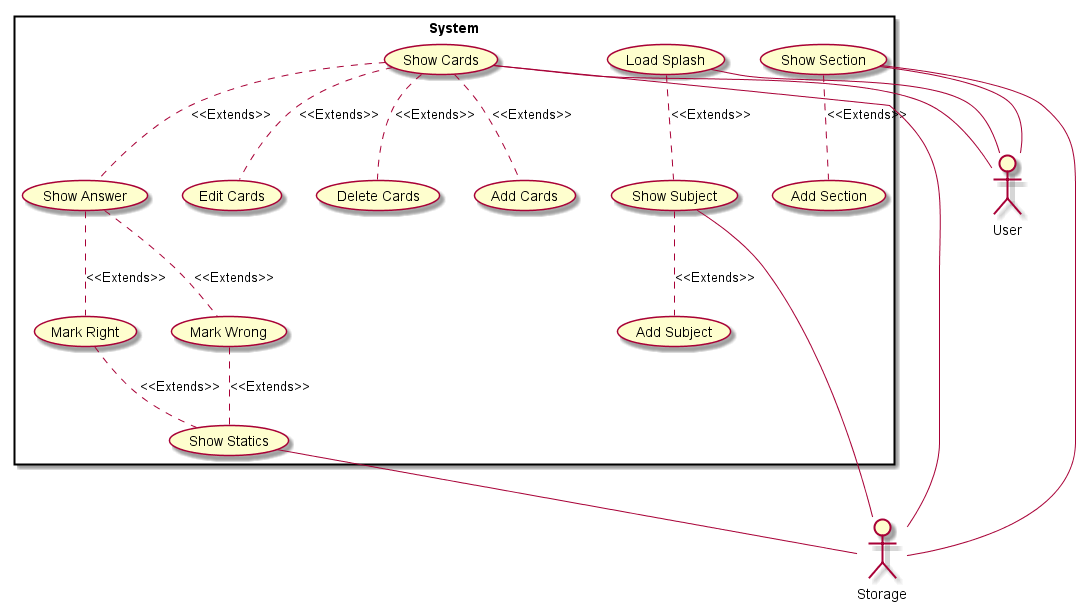 System
Show Cards
Load Splash
Show Section
<<Extends>>
<<Extends>>
<<Extends>>
<<Extends>>
<<Extends>>
<<Extends>>
Show Answer
Edit Cards
Delete Cards
Add Cards
Show Subject
Add Section
User
<<Extends>>
<<Extends>>
<<Extends>>
Mark Right
Mark Wrong
Add Subject
<<Extends>>
<<Extends>>
Show Statics
Storage